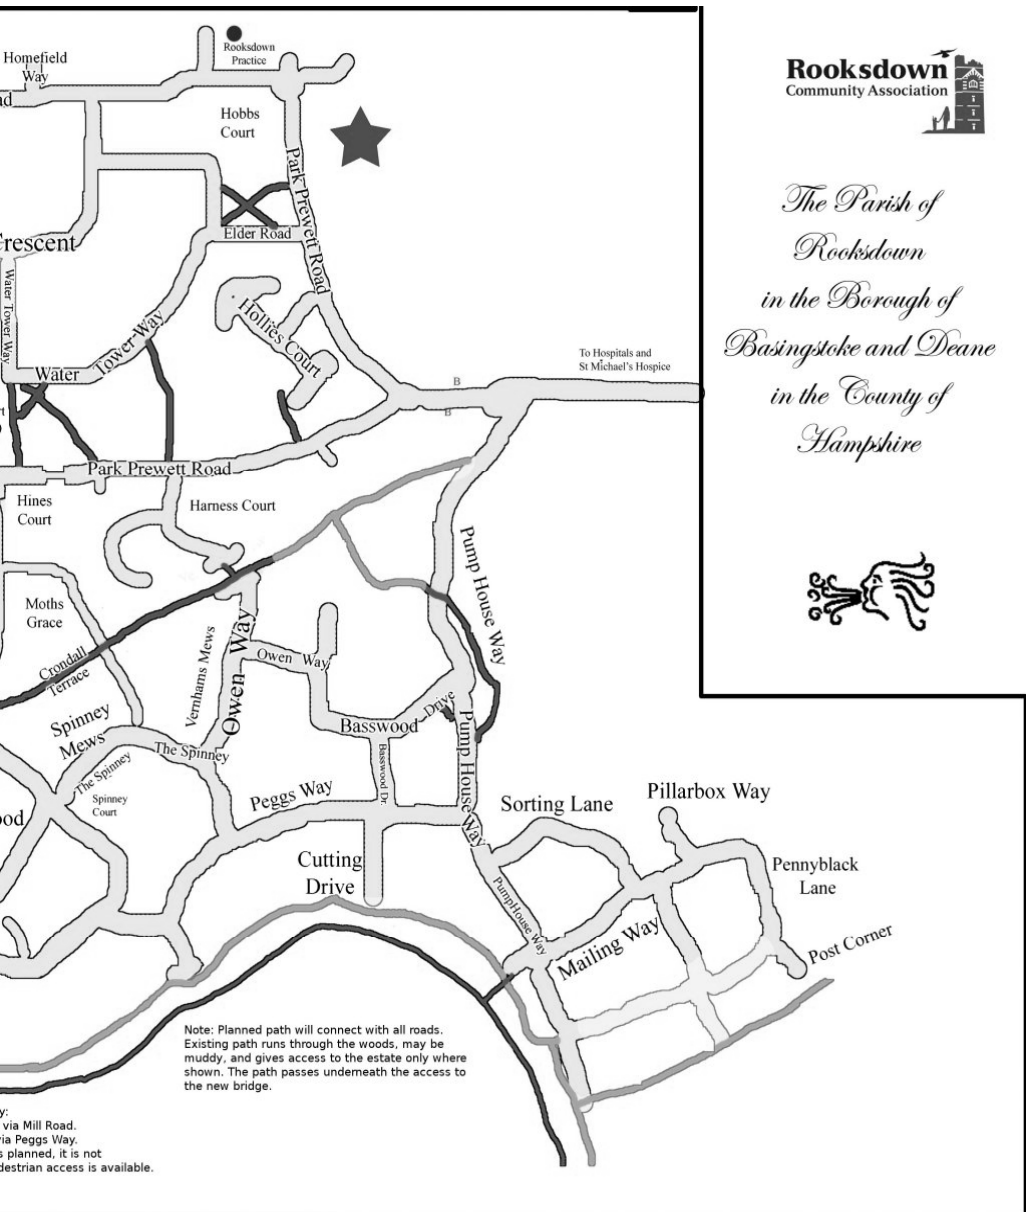 Homefield
Way
ad
Rooksdown
Practice
Hobbs
Court
Park Prewett Road
Elder Road
Crescent
Water Tower Way
Hollies Court
Water
Tower Way
Park Prewett Road
B
B
To Hospitals and
St Michael's Hospice
Rooksdown
Community Association
The Parish of
Rooksdown
in the Borough of
Basingstoke and Deane
in the County of
Hampshire
Hines
Court
Harness Court
Pump House Way
Moths
Grace
Crondall
Terrace
Vernhams Mews
Owen Way
Owen Way
Spinney
Mews
The Spinney
The Spinney
Spinney
Court
Basswood Drive
Basswood Dr
Pump House Way
Peggs Way
ood
Cutting
Drive
Sorting Lane
Pillarbox Way
Pennyblack
Lane
PumpHouse Way
Mailing Way
Post Corner
Note: Planned path will connect with all roads.
Existing path runs through the woods, may be
muddy, and gives access to the estate only where
shown. The path passes underneath the access to
the new bridge.
y:
via Mill Road.
via Peggs Way.
s planned, it is not
destrian access is available.